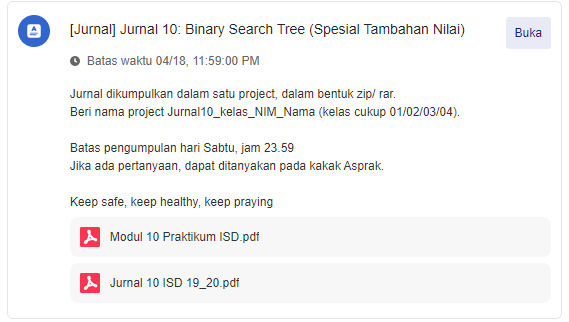 [Jurnal] Jurnal 10: Binary Search Tree (Spesial Tambahan Nilai)
Buka
Batas waktu 04/18, 11:59:00 PM
Jurnal dikumpulkan dalam satu project, dalam bentuk zip/ rar.
Beri nama project Jurnal10_kelas_NIM_Nama (kelas cukup 01/02/03/04).
Batas pengumpulan hari Sabtu, jam 23.59
Jika ada pertanyaan, dapat ditanyakan pada kakak Asprak.
Keep safe, keep healthy, keep praying
Modul 10 Praktikum ISD.pdf
Jurnal 10 ISD 19_20.pdf